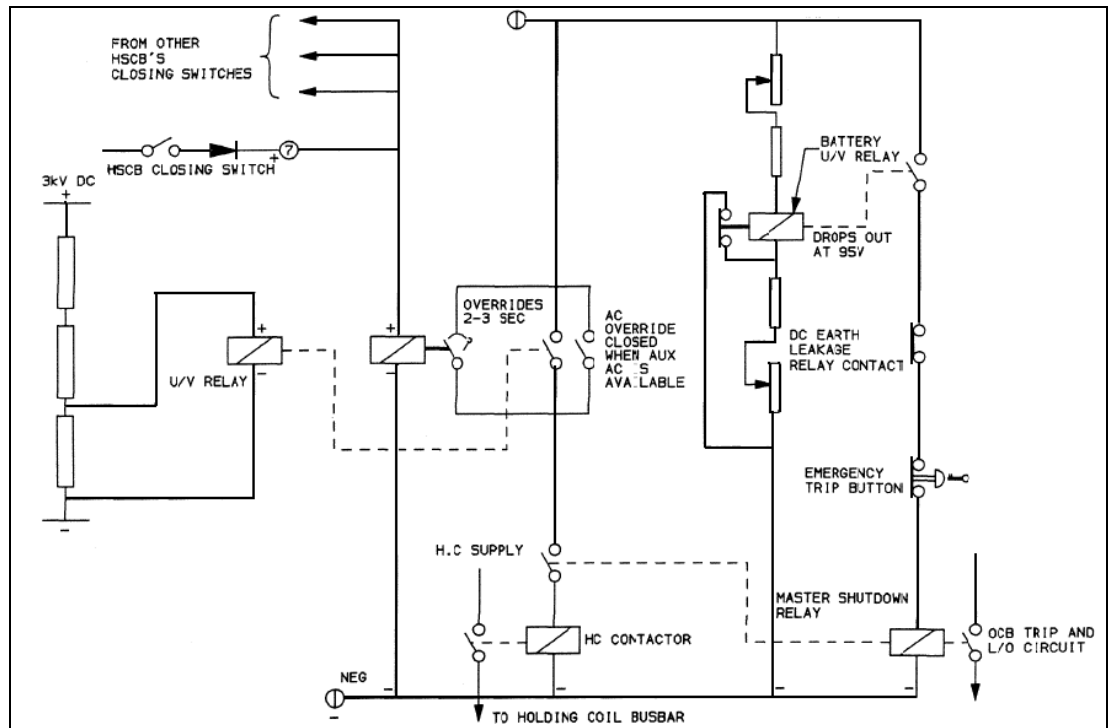 FROM OTHER
HSCB'S
CLOSING SWITCHES
HSCB CLOSING SWITCH
+
7
3kV DC
+
BATTERY
U/V RELAY
DROPS OUT
AT 95V
OVERRIDES
2-3 SEC
AC
OVERRIDE
CLOSED
WHEN AUX
AC IS
AVAILABLE
DC EARTH
LEAKAGE
RELAY CONTACT
+
-
U/V RELAY
+
-
EMERGENCY
TRIP BUTTON
-
H.C SUPPLY
MASTER SHUTDOWN
RELAY
HC CONTACTOR
OCB TRIP AND
L/O CIRCUIT
NEG
-
-
-
-
-
TO HOLDING COIL BUSBAR